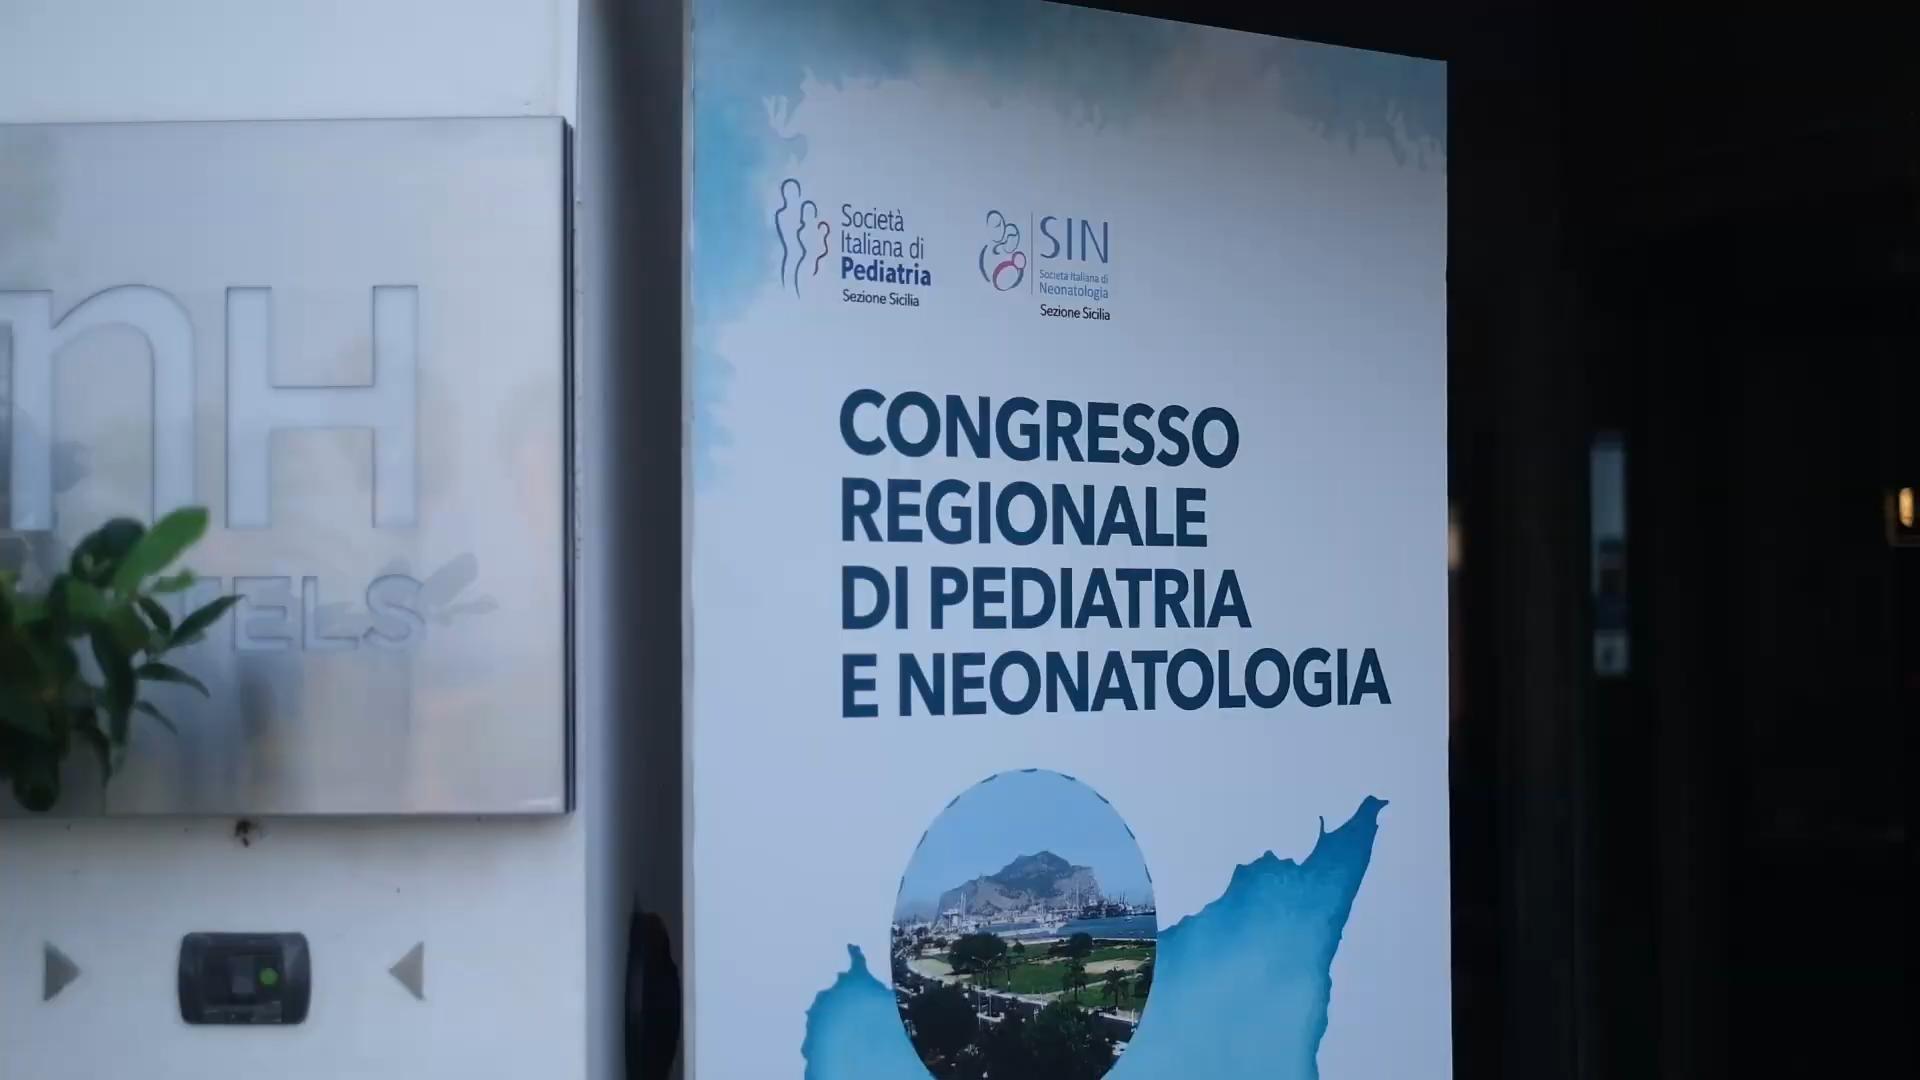 nH
HOTELS
Società
Italiana di
Pediatria
Sezione Sicilia
SIN
Società Italiana di
Neonatologia
Sezione Sicilia
CONGRESSO
REGIONALE
DI PEDIATRIA
E NEONATOLOGIA